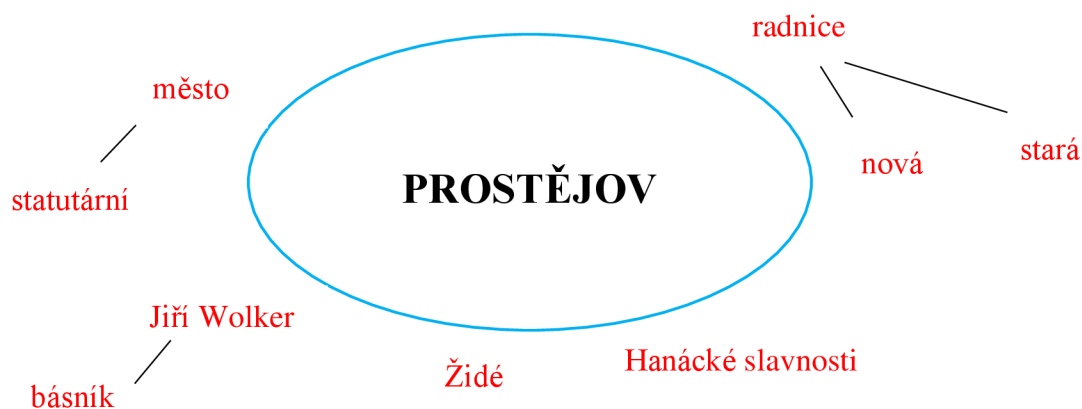 radnice
město
nová
stará
PROSTĚJOV
statutární
Jiří Wolker
Židé
Hanácké slavnosti
básník